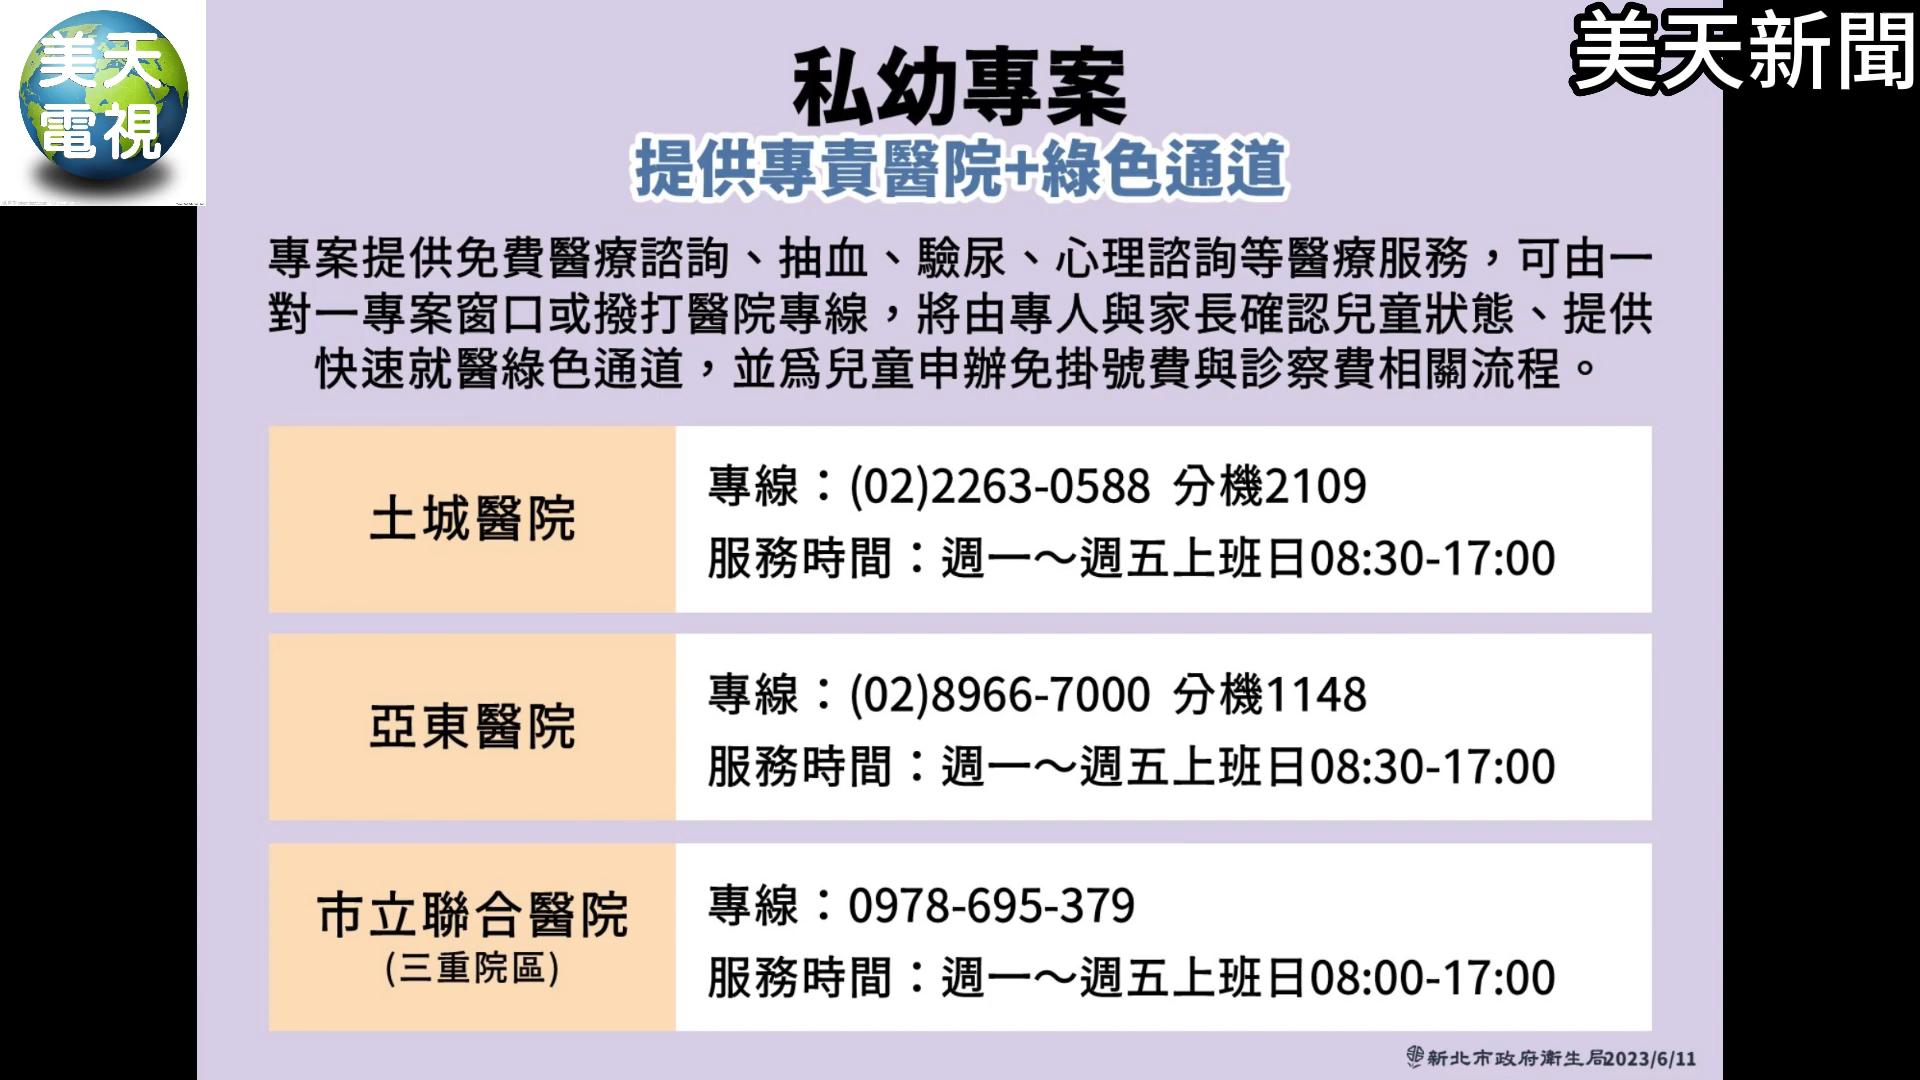 美天
電視
美天新聞
私幼專案
提供專責醫院+綠色通道
專案提供免費醫療諮詢、抽血、驗尿、心理諮詢等醫療服務，可由一
對一專案窗口或撥打醫院專線，將由專人與家長確認兒童狀態、提供
快速就醫綠色通道，並爲兒童申辦免掛號費與診察費相關流程。
土城醫院
專線：(02)2263-0588 分機2109
服務時間：週一～週五上班日08:30-17:00
亞東醫院
專線：(02)8966-7000 分機1148
服務時間：週一～週五上班日08:30-17:00
市立聯合醫院
(三重院區)
專線：0978-695-379
服務時間：週一～週五上班日08:00-17:00
新北市政府衛生局2023/6/11